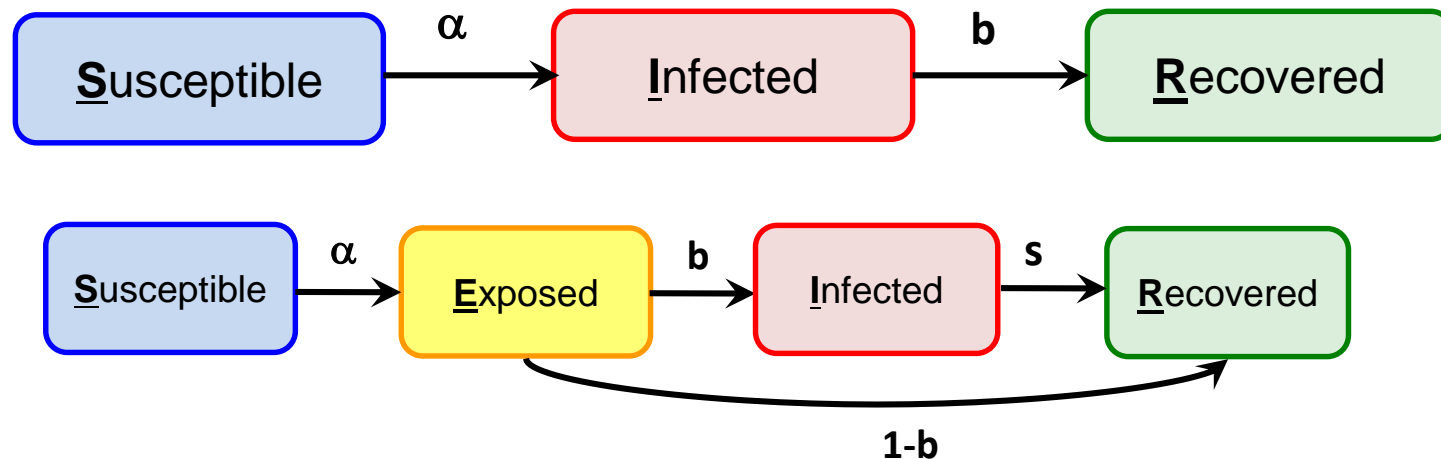 α
b
Susceptible
Infected
Recovered
α
b
s
Susceptible
Exposed
Infected
Recovered
1-b